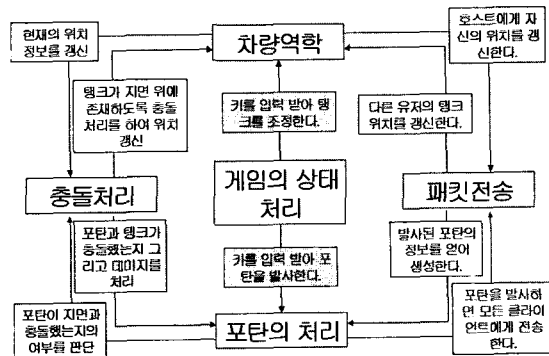 현재의 위치
정보를 갱신
차량역학
호스트에게 자
신의 위치를 갱
신한다.
탱크가 지면 위에
존재하도록 충돌
처리를 하여 위치
갱신
키를 입력 받아 탱
크를 조정한다.
다른 유저의 탱크
위치를 갱신한다.
충돌처리
게임의 상태
처리
패킷전송
포탄과 탱크가
충돌했는지 그
리고 데미지를
처리
키를 입력 받아 포
탄을 발사한다.
발사된 포탄의
정보를 얻어
생성한다.
포탄이 지면과
충돌했는지의
여부를 판단
포탄의 처리
포탄을 발사하
면 모든 클라이
언트에게 전송
한다.